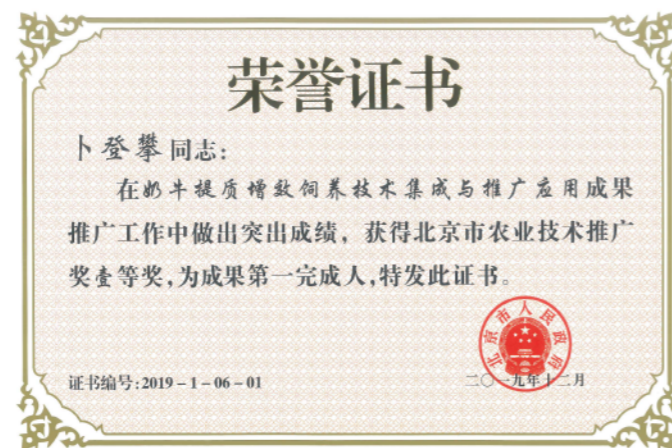 荣誉证书
卜登攀同志：
在奶牛提质增效饲养技术集成与推广应用成果
推广工作中做出突出成绩，获得北京市农业技术推广
奖壹等奖，为成果第一完成人，特发此证书。
北京市人民政府
证书编号：2019－1－06－01
二〇一九年十二月